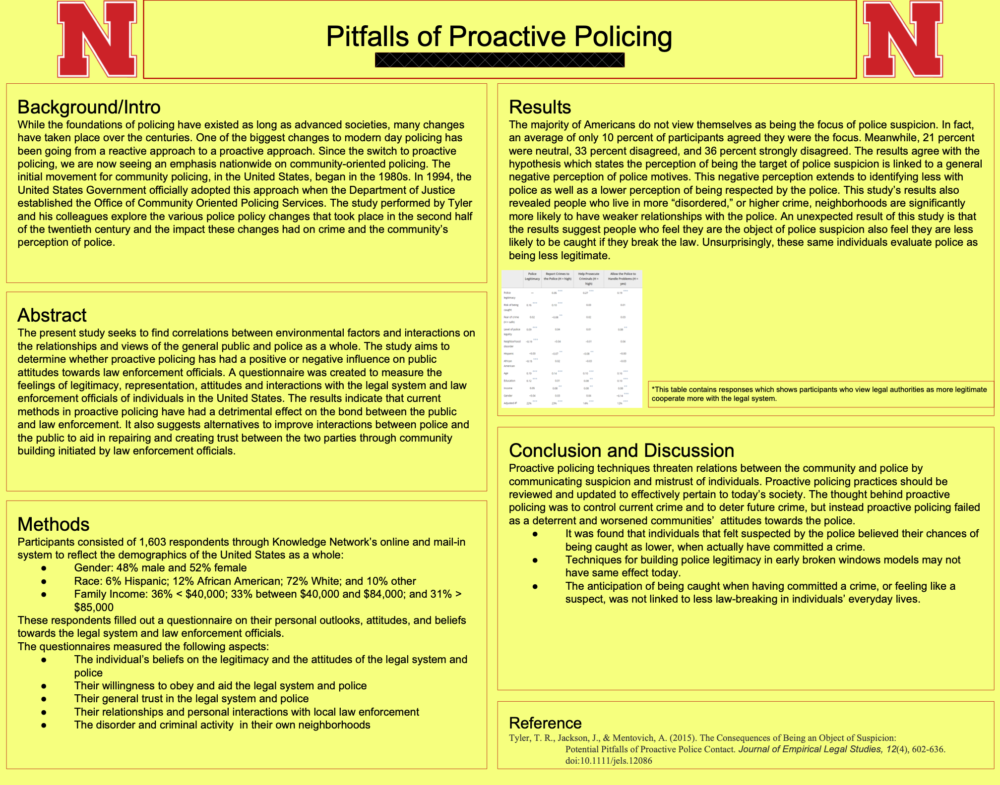 N
Pitfalls of Proactive Policing
N
Background/Intro
While the foundations of policing have existed as long as advanced societies, many changes
have taken place over the centuries. One of the biggest changes to modern day policing has
been going from a reactive approach to a proactive approach. Since the switch to proactive
policing, we are now seeing an emphasis nationwide on community-oriented policing. The
initial movement for community policing, in the United States, began in the 1980s. In 1994, the
United States Government officially adopted this approach when the Department of Justice
established the Office of Community Oriented Policing Services. The study performed by Tyler
and his colleagues explore the various police policy changes that took place in the second half
of the twentieth century and the impact these changes had on crime and the community’s
perception of police.
Abstract
The present study seeks to find correlations between environmental factors and interactions on
the relationships and views of the general public and police as a whole. The study aims to
determine whether proactive policing has had a positive or negative influence on public
attitudes towards law enforcement officials. A questionnaire was created to measure the
feelings of legitimacy, representation, attitudes and interactions with the legal system and law
enforcement officials of individuals in the United States. The results indicate that current
methods in proactive policing have had a detrimental effect on the bond between the public
and law enforcement. It also suggests alternatives to improve interactions between police and
the public to aid in repairing and creating trust between the two parties through community
building initiated by law enforcement officials.
Methods
Participants consisted of 1,603 respondents through Knowledge Network’s online and mail-in
system to reflect the demographics of the United States as a whole:
● Gender: 48% male and 52% female
● Race: 6% Hispanic; 12% African American; 72% White; and 10% other
● Family Income: 36% < $40,000; 33% between $40,000 and $84,000; and 31% >
$85,000
These respondents filled out a questionnaire on their personal outlooks, attitudes, and beliefs
towards the legal system and law enforcement officials.
The questionnaires measured the following aspects:
● The individual’s beliefs on the legitimacy and the attitudes of the legal system and
police
● Their willingness to obey and aid the legal system and police
● Their general trust in the legal system and police
● Their relationships and personal interactions with local law enforcement
● The disorder and criminal activity  in their own neighborhoods
Results
The majority of Americans do not view themselves as being the focus of police suspicion. In fact,
an average of only 10 percent of participants agreed they were the focus. Meanwhile, 21 percent
were neutral, 33 percent disagreed, and 36 percent strongly disagreed. The results agree with the
hypothesis which states the perception of being the target of police suspicion is linked to a general
negative perception of police motives. This negative perception extends to identifying less with
police as well as a lower perception of being respected by the police. This study’s results also
revealed people who live in more “disordered,” or higher crime, neighborhoods are significantly
more likely to have weaker relationships with the police. An unexpected result of this study is that
the results suggest people who feel they are the object of police suspicion also feel they are less
likely to be caught if they break the law. Unsurprisingly, these same individuals evaluate police as
being less legitimate.
Police Legitimacy Report Crimes to the Police (H = high) Help Prosecute Criminals (H = high) Allow the Police to Handle Problems (H = yes)
Police legitimacy — 0.35 *** 0.27 *** 0.19 ***
Risk of being caught 0.16 *** 0.10 *** 0.03 0.01
Fear of crime (H = safe) 0.02 −0.08 ** 0.02 0.03
Level of police legality 0.09 *** 0.04 0.01 0.08 **
Neighborhood disorder −0.19 *** −0.04 −0.01 0.04
Hispanic −0.03 −0.07 ** −0.08 ** −0.00
African American −0.15 *** 0.02 −0.03 −0.03
Age 0.19 *** 0.14 *** 0.10 *** 0.16 ***
Education 0.12 *** 0.01 0.08 ** 0.10 ***
Income 0.05 0.08 ** 0.08 ** 0.08 **
Gender −0.04 0.03 0.04 −0.14 ***
Adjusted R² 22% *** 23% *** 14% *** 12% ***
*This table contains responses which shows participants who view legal authorities as more legitimate
cooperate more with the legal system.
Conclusion and Discussion
Proactive policing techniques threaten relations between the community and police by
communicating suspicion and mistrust of individuals. Proactive policing practices should be
reviewed and updated to effectively pertain to today’s society. The thought behind proactive
policing was to control current crime and to deter future crime, but instead proactive policing failed
as a deterrent and worsened communities’  attitudes towards the police.
● It was found that individuals that felt suspected by the police believed their chances of
being caught as lower, when actually have committed a crime.
● Techniques for building police legitimacy in early broken windows models may not
have same effect today.
● The anticipation of being caught when having committed a crime, or feeling like a
suspect, was not linked to less law-breaking in individuals’ everyday lives.
Reference
Tyler, T. R., Jackson, J., & Mentovich, A. (2015). The Consequences of Being an Object of Suspicion:
Potential Pitfalls of Proactive Police Contact. Journal of Empirical Legal Studies, 12(4), 602-636.
doi:10.1111/jels.12086